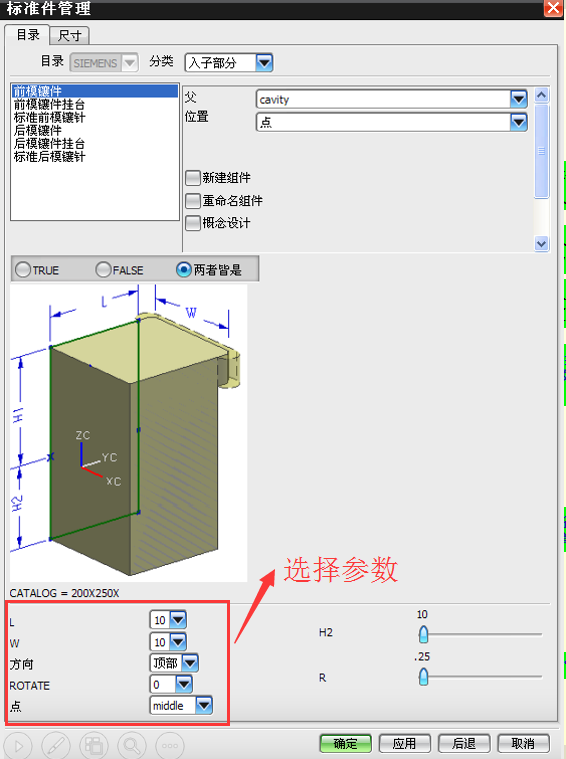 标准件管理
目录 尺寸
目录 SIEMENS 分类 入子部分
前模镶件
前模镶件挂台
标准前模镶针
后模镶件
后模镶件挂台
标准后模镶针
父 cavity
位置 点
新建组件
重命名组件
概念设计
TRUE FALSE 两者皆是
L
W
H1
H2
ZC
YC
XC
选择参数
CATALOG = 200X250X
L 10
W 10
方向 顶部
ROTATE 0
点 middle
10
H2
.25
R
确定 应用 后退 取消